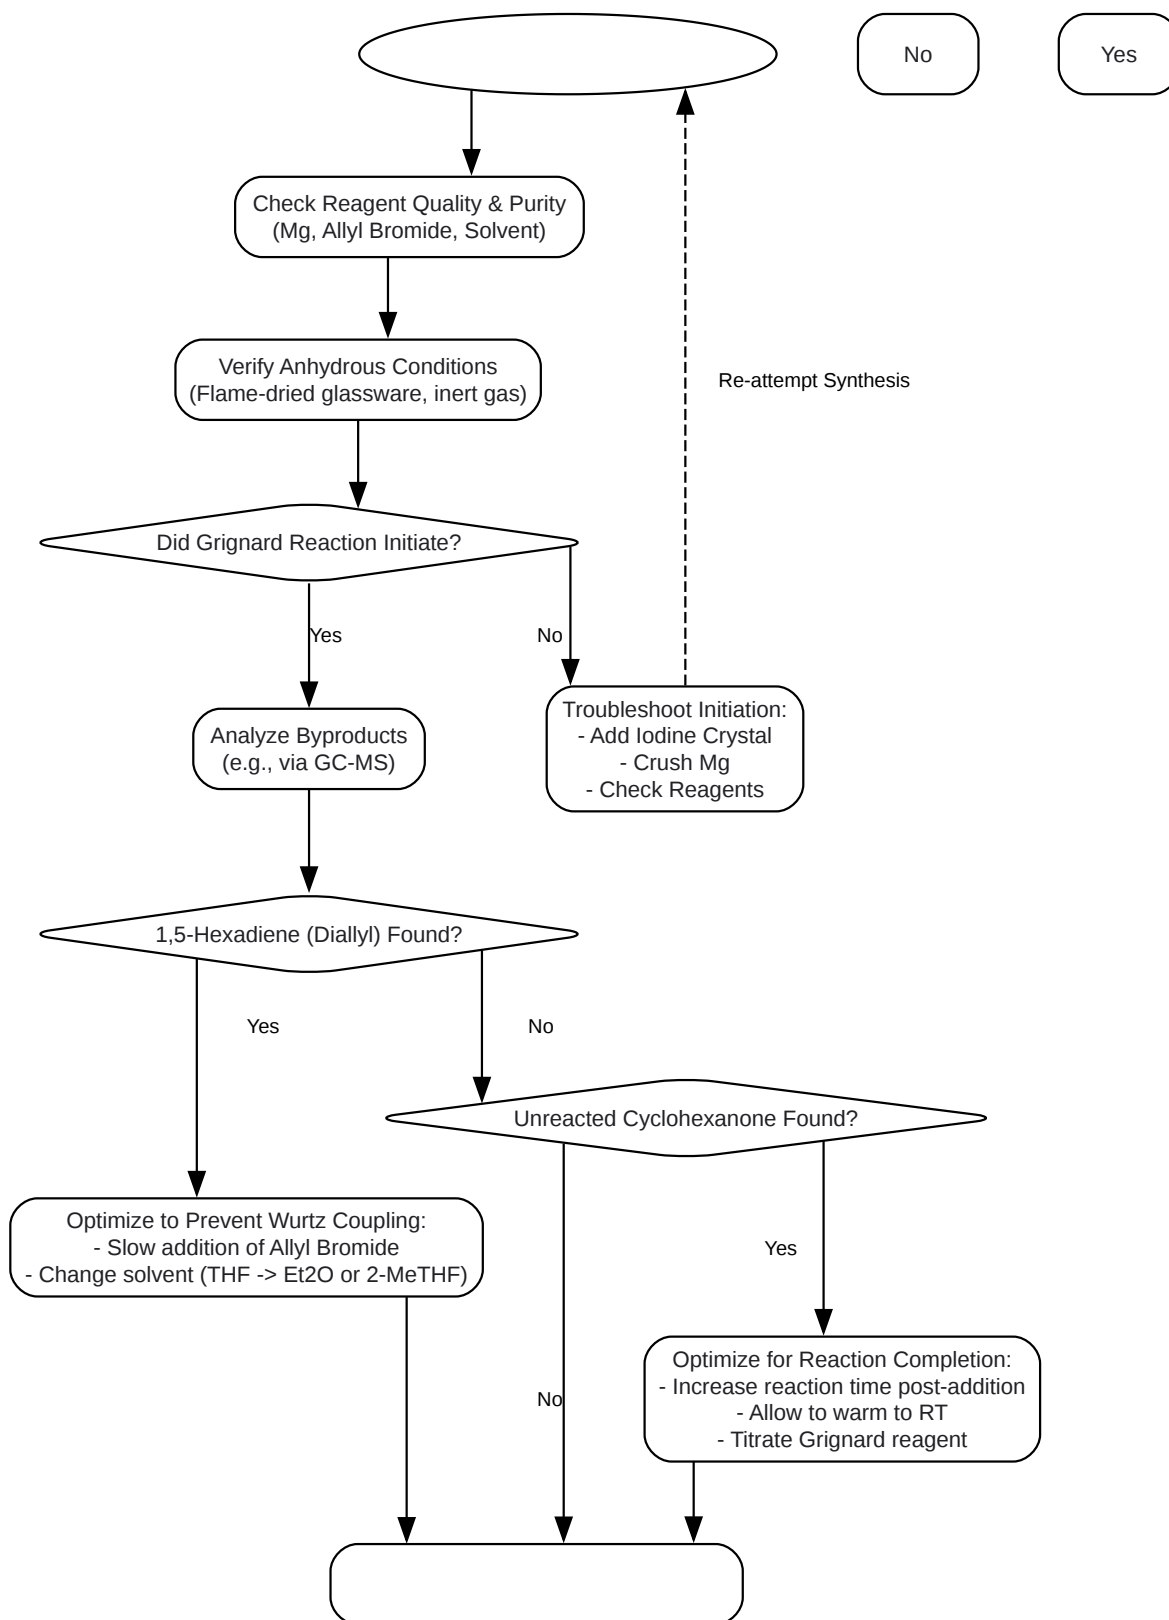 No
Yes
Check Reagent Quality & Purity
(Mg, Allyl Bromide, Solvent)
Verify Anhydrous Conditions
(Flame-dried glassware, inert gas)
Re-attempt Synthesis
Did Grignard Reaction Initiate?
Yes
No
Analyze Byproducts
(e.g., via GC-MS)
Troubleshoot Initiation:
- Add Iodine Crystal
- Crush Mg
- Check Reagents
1,5-Hexadiene (Diallyl) Found?
Yes
No
Unreacted Cyclohexanone Found?
Optimize to Prevent Wurtz Coupling:
- Slow addition of Allyl Bromide
- Change solvent (THF -> Et2O or 2-MeTHF)
Yes
No
Optimize for Reaction Completion:
- Increase reaction time post-addition
- Allow to warm to RT
- Titrate Grignard reagent